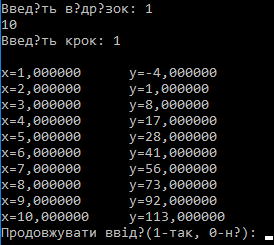 Введ?ть в?др?зок: 1
10
Введ?ть крок: 1
x=1,000000 y=-4,000000
x=2,000000 y=1,000000
x=3,000000 y=8,000000
x=4,000000 y=17,000000
x=5,000000 y=28,000000
x=6,000000 y=41,000000
x=7,000000 y=56,000000
x=8,000000 y=73,000000
x=9,000000 y=92,000000
x=10,000000 y=113,000000
Продовжувати ввід?(1-так, 0-н?):